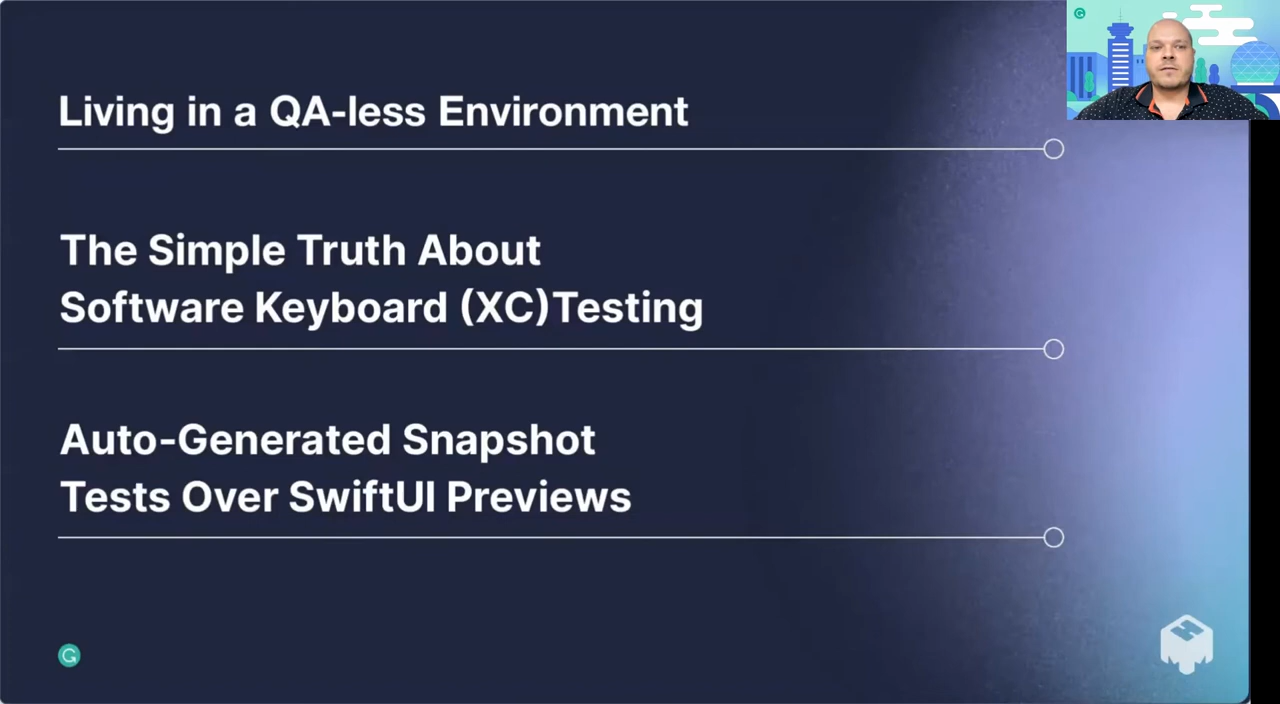 Living in a QA-less Environment
The Simple Truth About
Software Keyboard (XC)Testing
Auto-Generated Snapshot
Tests Over SwiftUI Previews